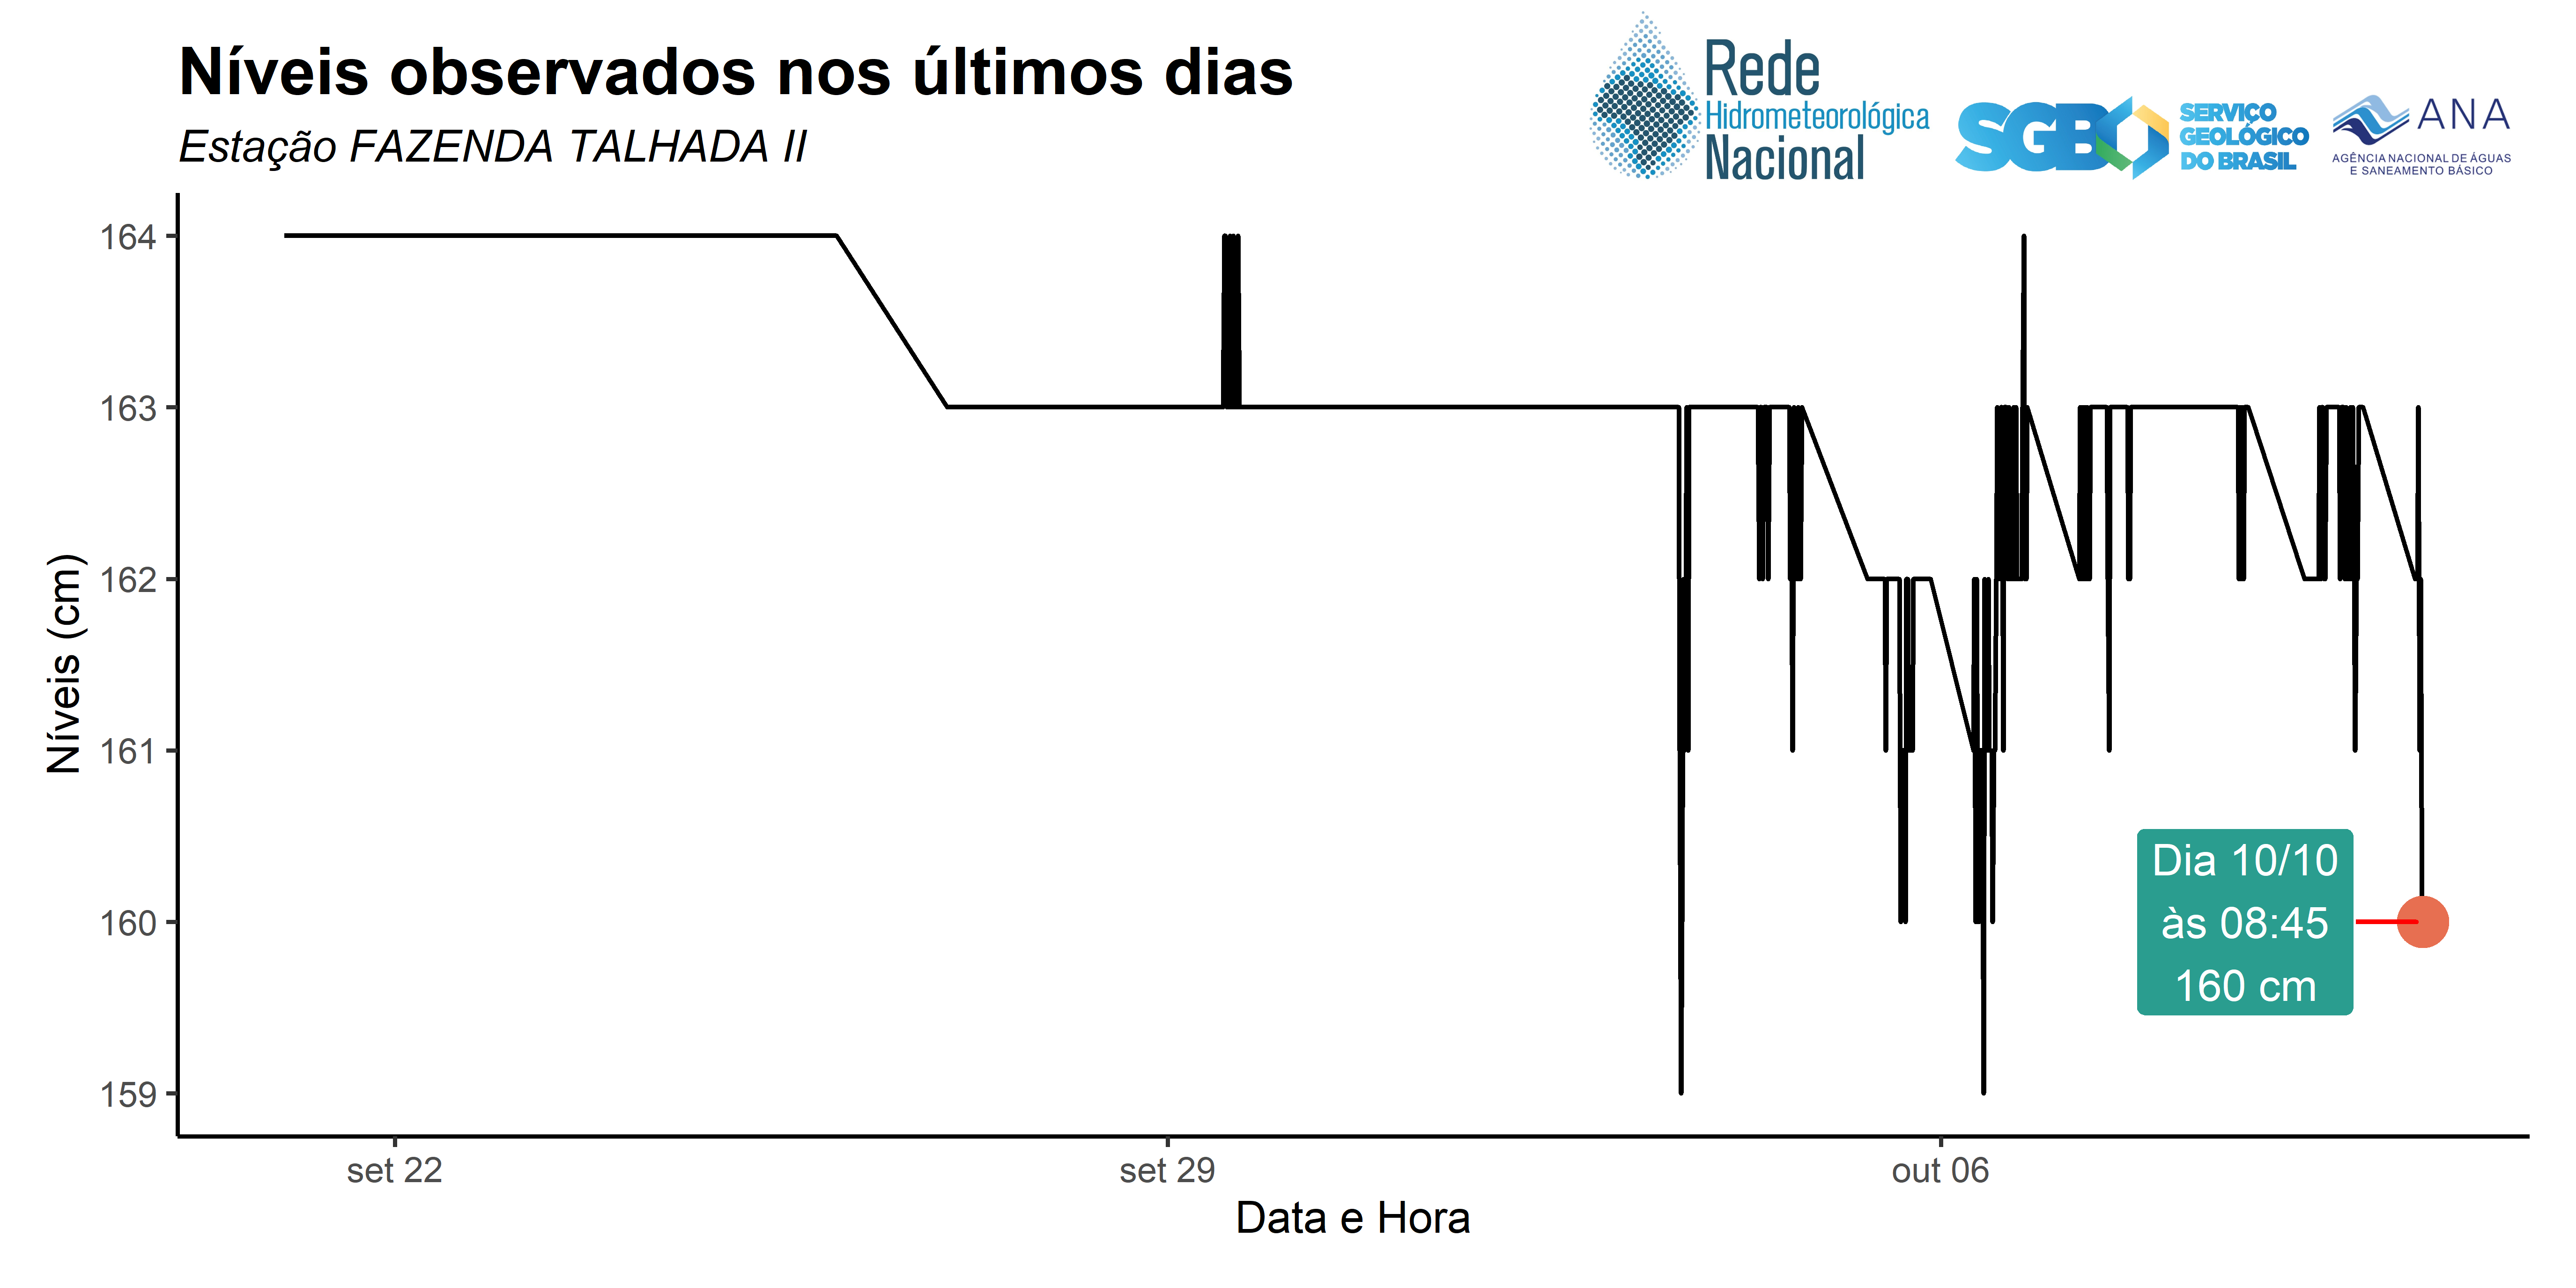 Níveis observados nos últimos dias
Estação FAZENDA TALHADA II
Rede
Hidrometeorológica
Nacional
SGB
SERVIÇO
GEOLÓGICO
DO BRASIL
ANA
AGÊNCIA NACIONAL DE ÁGUAS
E SANEAMENTO BÁSICO
Níveis (cm)
164
163
162
161
160
159
Dia 10/10
às 08:45
160 cm
set 22
set 29
out 06
Data e Hora